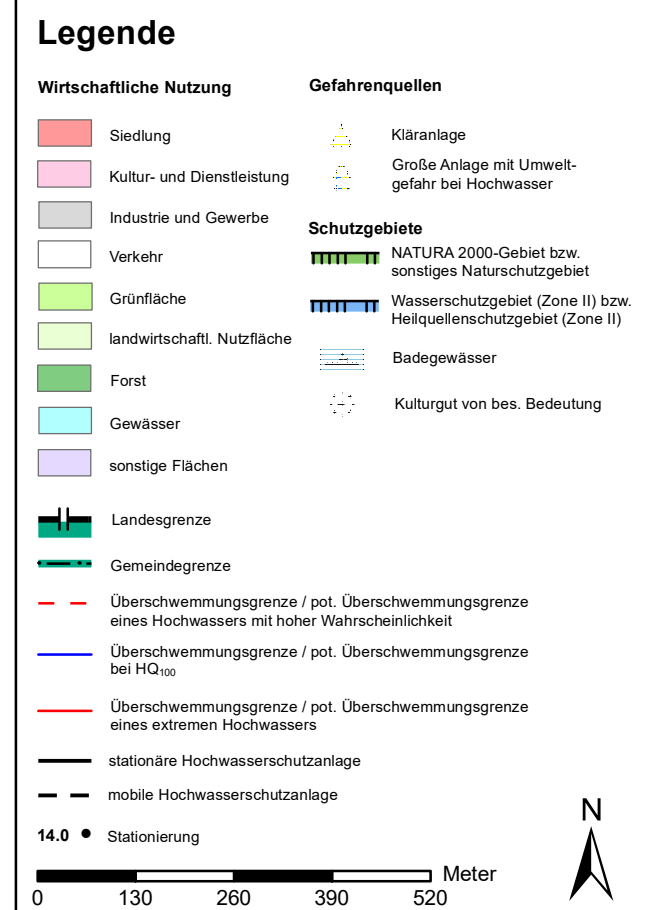 Legende
Wirtschaftliche Nutzung
Siedlung
Kultur- und Dienstleistung
Industrie und Gewerbe
Verkehr
Grünfläche
landwirtschaftl. Nutzfläche
Forst
Gewässer
sonstige Flächen
Gefahrenquellen
Kläranlage
Große Anlage mit Umwelt-
gefahr bei Hochwasser
Schutzgebiete
NATURA 2000-Gebiet bzw.
sonstiges Naturschutzgebiet
Wasserschutzgebiet (Zone II) bzw.
Heilquellenschutzgebiet (Zone II)
Badegewässer
Kulturgut von bes. Bedeutung
Landesgrenze
Gemeindegrenze
Überschwemmungsgrenze / pot. Überschwemmungsgrenze
eines Hochwassers mit hoher Wahrscheinlichkeit
Überschwemmungsgrenze / pot. Überschwemmungsgrenze
bei HQ₁₀₀
Überschwemmungsgrenze / pot. Überschwemmungsgrenze
eines extremen Hochwassers
stationäre Hochwasserschutzanlage
mobile Hochwasserschutzanlage
14.0 Stationierung
N
Meter
0 130 260 390 520